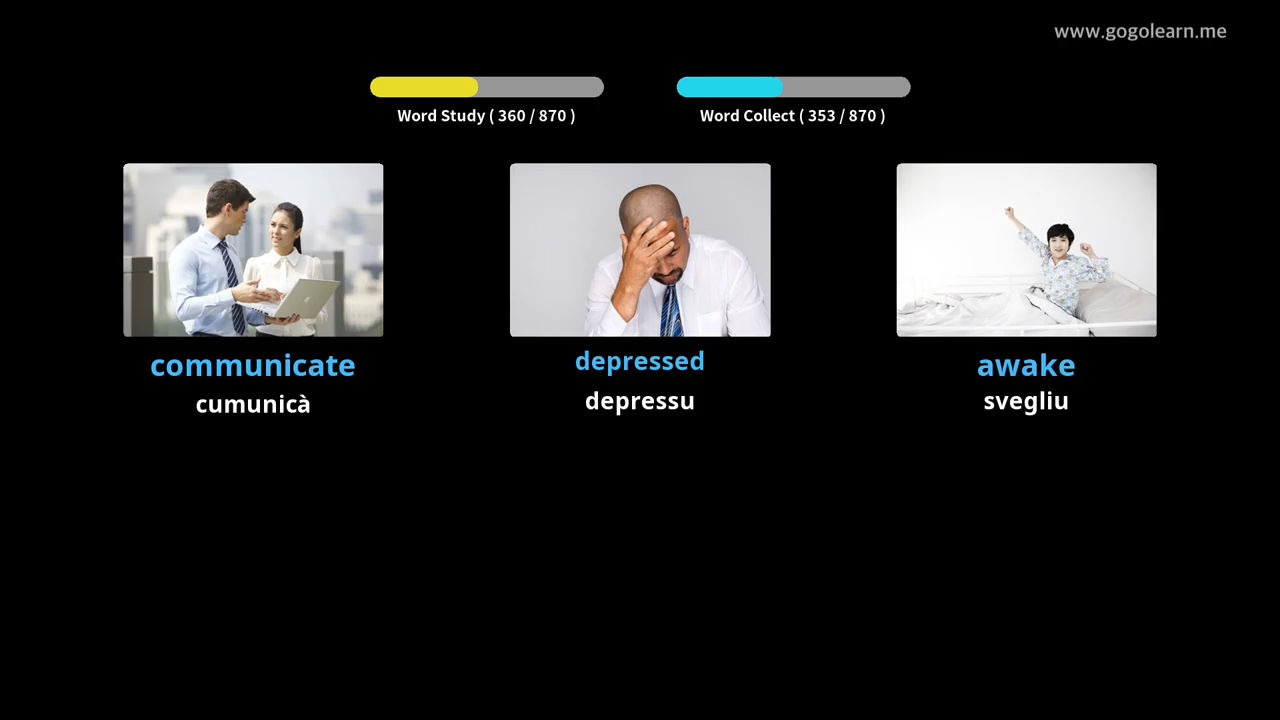 www.gogolearn.me
Word Study ( 360 / 870 )
Word Collect ( 353 / 870 )
communicate
cumunicà
depressed
depressu
awake
svegliu